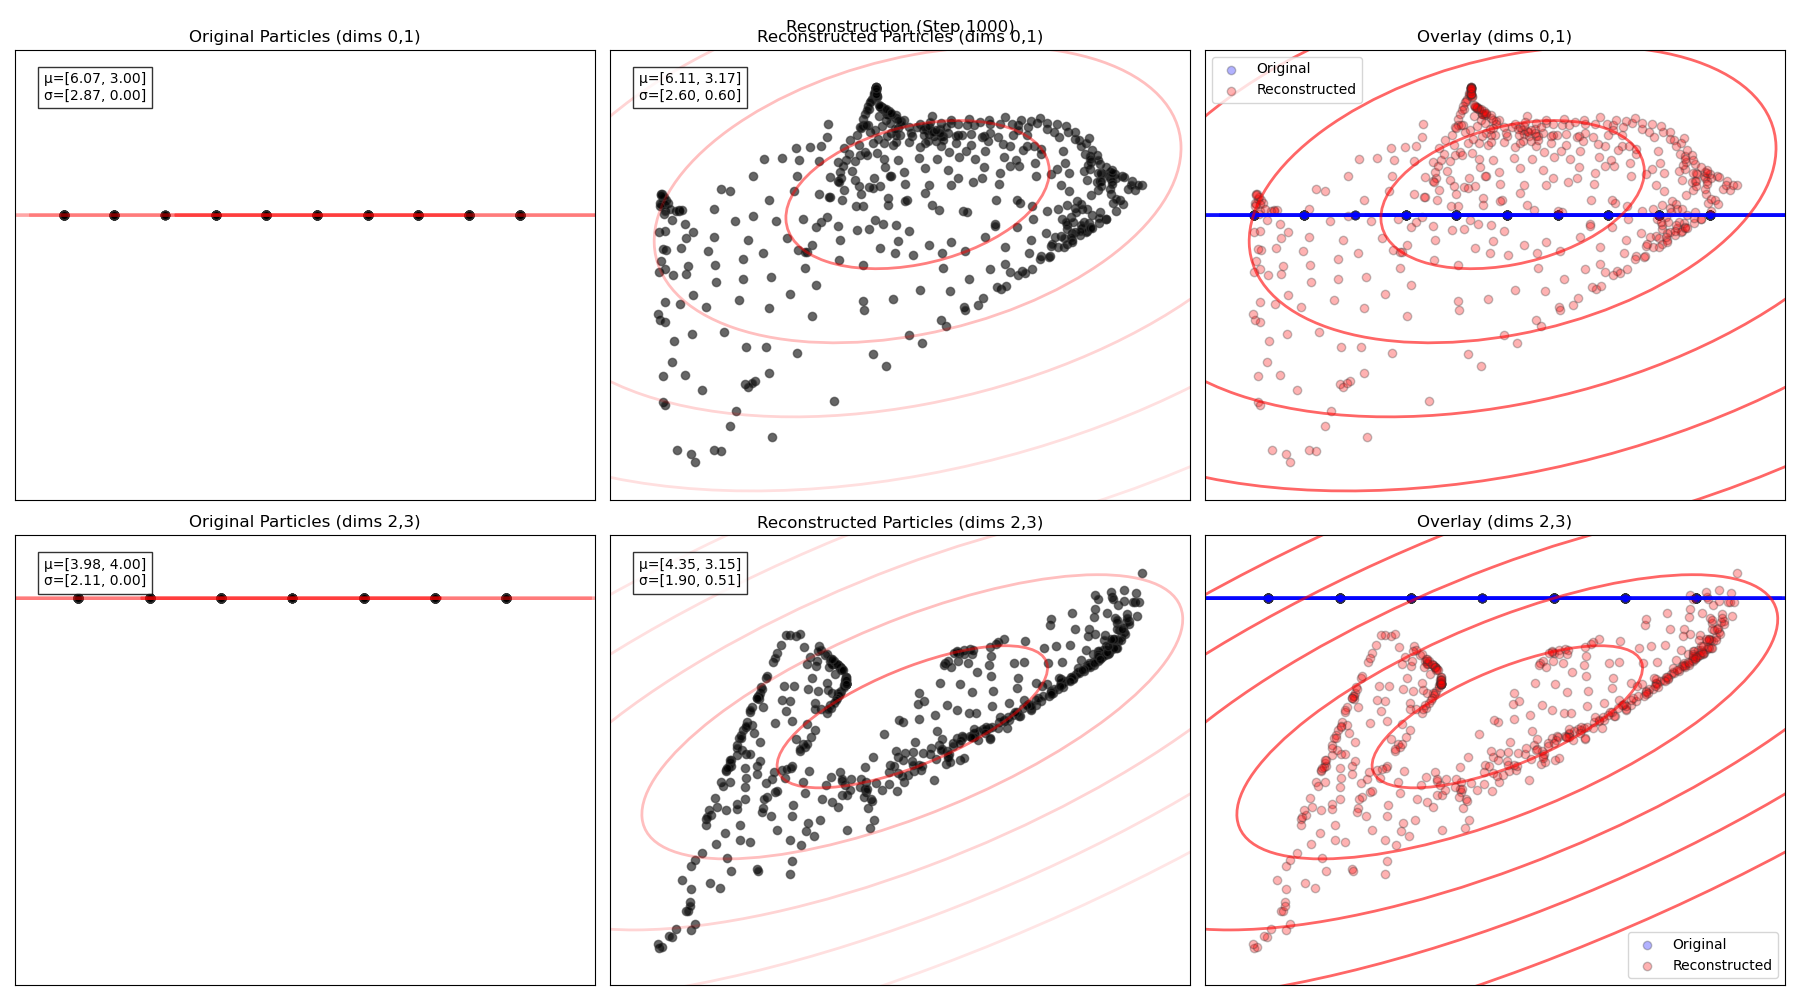 Reconstruction (Step 1000)
Original Particles (dims 0,1)
Reconstructed Particles (dims 0,1)
Overlay (dims 0,1)
μ=[6.07, 3.00]
σ=[2.87, 0.00]
μ=[6.11, 3.17]
σ=[2.60, 0.60]
Original
Reconstructed
Original Particles (dims 2,3)
Reconstructed Particles (dims 2,3)
Overlay (dims 2,3)
μ=[3.98, 4.00]
σ=[2.11, 0.00]
μ=[4.35, 3.15]
σ=[1.90, 0.51]
Original
Reconstructed